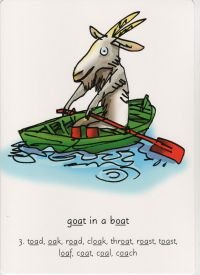 goat in a boat
3. toad, oak, road, cloak, throat, roast, toast,
loaf, coat, coal, coach